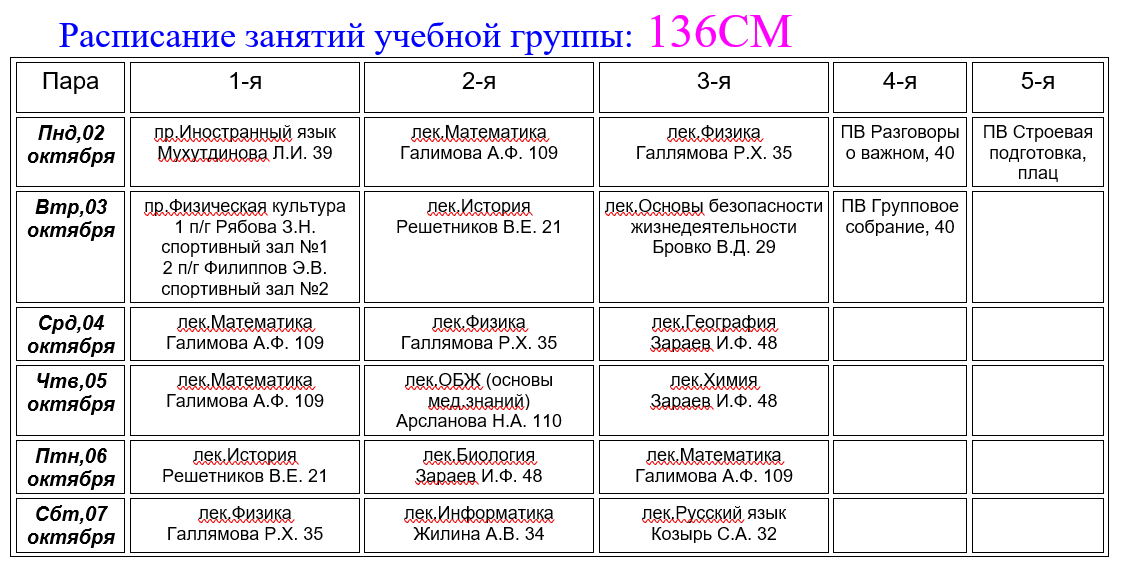 Расписание занятий учебной группы: 136СМ
Пара
1-я
2-я
3-я
4-я
5-я
Пнд,02
октября
пр.Иностранный язык
Мухутдинова Л.И. 39
лек.Математика
Галимова А.Ф. 109
лек.Физика
Галлямова Р.Х. 35
ПВ Разговоры
о важном, 40
ПВ Строевая
подготовка,
плац
Втр,03
октября
пр.Физическая культура
1 п/г Рябова З.Н.
спортивный зал №1
2 п/г Филиппов Э.В.
спортивный зал №2
лек.История
Решетников В.Е. 21
лек.Основы безопасности
жизнедеятельности
Бровко В.Д. 29
ПВ Групповое
собрание, 40
Срд,04
октября
лек.Математика
Галимова А.Ф. 109
лек.Физика
Галлямова Р.Х. 35
лек.География
Зараев И.Ф. 48
Чтв,05
октября
лек.Математика
Галимова А.Ф. 109
лек.ОБЖ (основы
мед.знаний)
Арсланова Н.А. 110
лек.Химия
Зараев И.Ф. 48
Птн,06
октября
лек.История
Решетников В.Е. 21
лек.Биология
Зараев И.Ф. 48
лек.Математика
Галимова А.Ф. 109
Сбт,07
октября
лек.Физика
Галлямова Р.Х. 35
лек.Информатика
Жилина А.В. 34
лек.Русский язык
Козырь С.А. 32